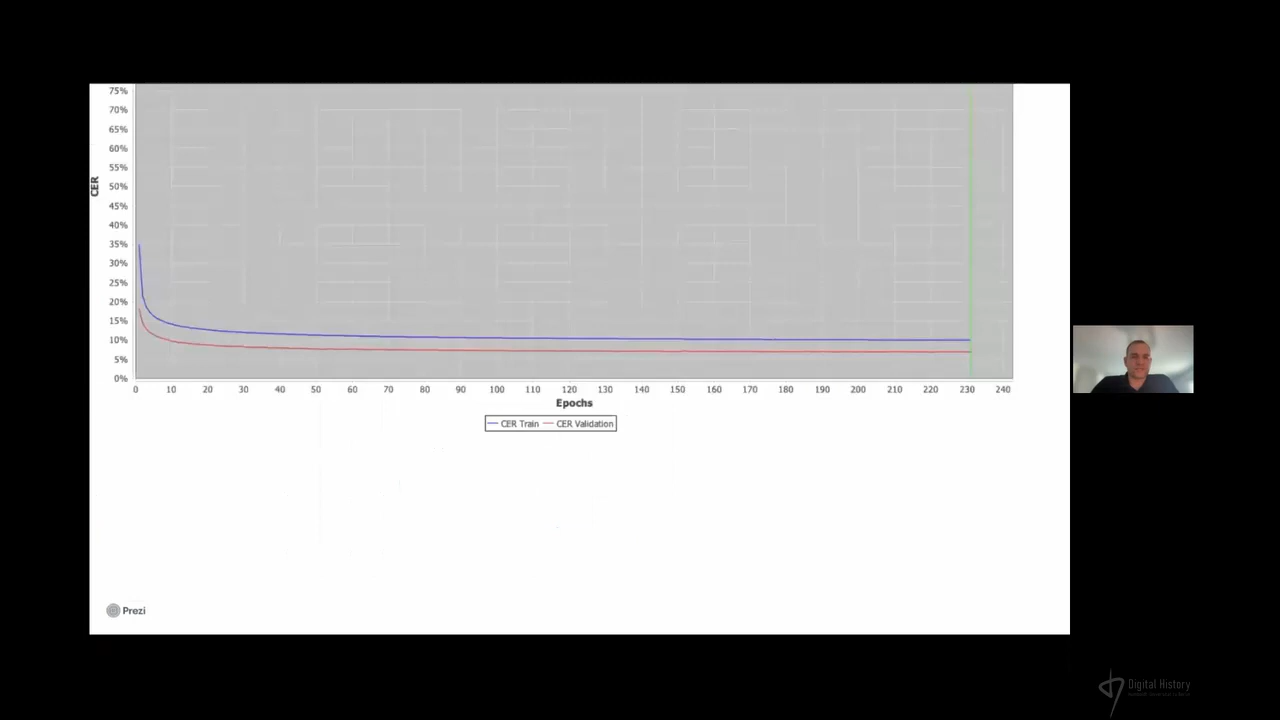 75%
70%
65%
60%
55%
50%
45%
40%
35%
30%
25%
20%
15%
10%
5%
0%
CER
0 10 20 30 40 50 60 70 80 90 100 110 120 130 140 150 160 170 180 190 200 210 220 230 240
Epochs
CER Train CER Validation
Prezi
Digital History